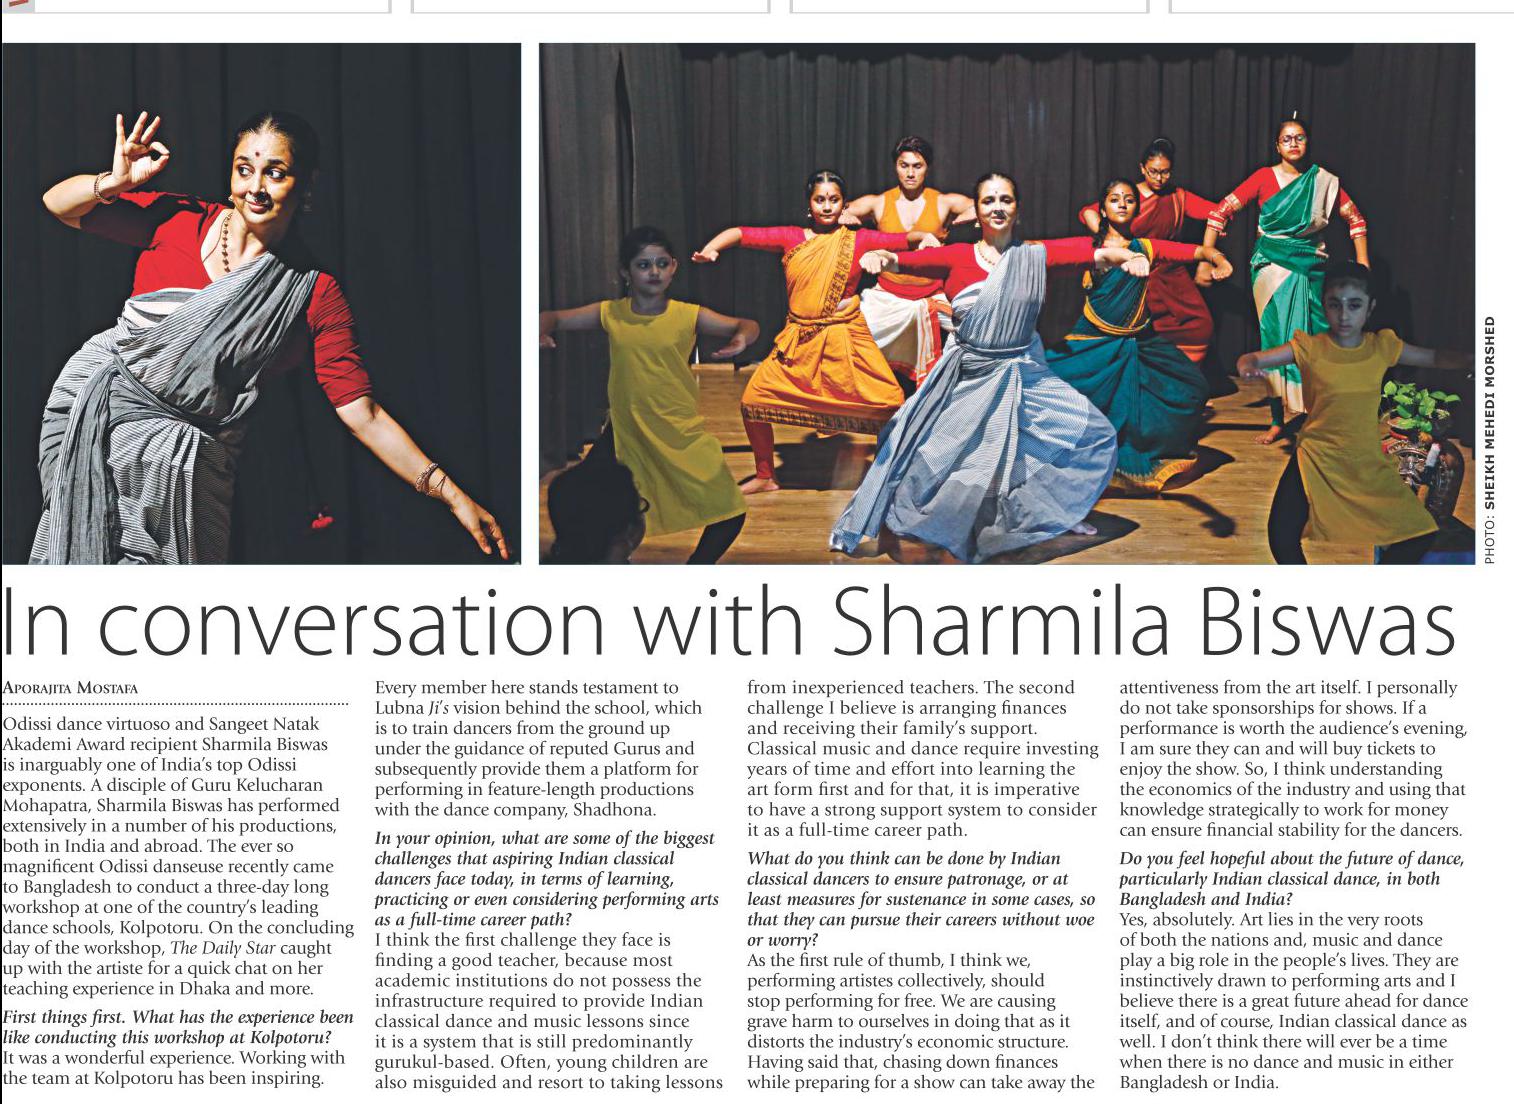 PHOTO: SHEIKH MEHEDI MORSHED
In conversation with Sharmila Biswas
APORAJITA MOSTAFA
Odissi dance virtuoso and Sangeet Natak
Akademi Award recipient Sharmila Biswas
is inarguably one of India's top Odissi
exponents. A disciple of Guru Kelucharan
Mohapatra, Sharmila Biswas has performed
extensively in a number of his productions,
both in India and abroad. The ever so
magnificent Odissi danseuse recently came
to Bangladesh to conduct a three-day long
workshop at one of the country's leading
dance schools, Kolpotoru. On the concluding
day of the workshop, The Daily Star caught
up with the artiste for a quick chat on her
teaching experience in Dhaka and more.
First things first. What has the experience been
like conducting this workshop at Kolpotoru?
It was a wonderful experience. Working with
the team at Kolpotoru has been inspiring.
Every member here stands testament to
Lubna Ji's vision behind the school, which
is to train dancers from the ground up
under the guidance of reputed Gurus and
subsequently provide them a platform for
performing in feature-length productions
with the dance company, Shadhona.
In your opinion, what are some of the biggest
challenges that aspiring Indian classical
dancers face today, in terms of learning,
practicing or even considering performing arts
as a full-time career path?
I think the first challenge they face is
finding a good teacher, because most
academic institutions do not possess the
infrastructure required to provide Indian
classical dance and music lessons since
it is a system that is still predominantly
gurukul-based. Often, young children are
also misguided and resort to taking lessons
from inexperienced teachers. The second
challenge I believe is arranging finances
and receiving their family's support.
Classical music and dance require investing
years of time and effort into learning the
art form first and for that, it is imperative
to have a strong support system to consider
it as a full-time career path.
What do you think can be done by Indian
classical dancers to ensure patronage, or at
least measures for sustenance in some cases, so
that they can pursue their careers without woe
or worry?
As the first rule of thumb, I think we,
performing artistes collectively, should
stop performing for free. We are causing
grave harm to ourselves in doing that as it
distorts the industry's economic structure.
Having said that, chasing down finances
while preparing for a show can take away the
attentiveness from the art itself. I personally
do not take sponsorships for shows. If a
performance is worth the audience's evening,
I am sure they can and will buy tickets to
enjoy the show. So, I think understanding
the economics of the industry and using that
knowledge strategically to work for money
can ensure financial stability for the dancers.
Do you feel hopeful about the future of dance,
particularly Indian classical dance, in both
Bangladesh and India?
Yes, absolutely. Art lies in the very roots
of both the nations and, music and dance
play a big role in the people's lives. They are
instinctively drawn to performing arts and I
believe there is a great future ahead for dance
itself, and of course, Indian classical dance as
well. I don't think there will ever be a time
when there is no dance and music in either
Bangladesh or India.